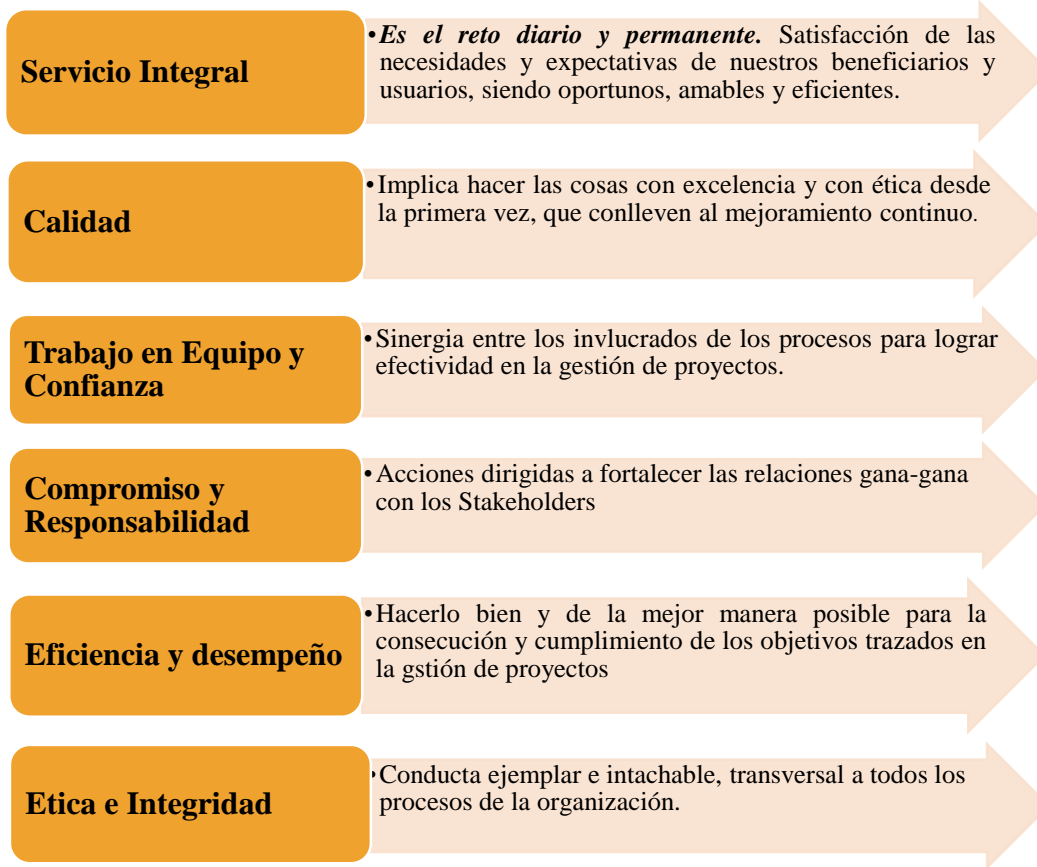 Servicio Integral
•Es el reto diario y permanente. Satisfacción de las
necesidades y expectativas de nuestros beneficiarios y
usuarios, siendo oportunos, amables y eficientes.
Calidad
•Implica hacer las cosas con excelencia y con ética desde
la primera vez, que conlleven al mejoramiento continuo.
Trabajo en Equipo y
Confianza
•Sinergia entre los invlucrados de los procesos para lograr
efectividad en la gestión de proyectos.
Compromiso y
Responsabilidad
•Acciones dirigidas a fortalecer las relaciones gana-gana
con los Stakeholders
Eficiencia y desempeño
•Hacerlo bien y de la mejor manera posible para la
consecución y cumplimiento de los objetivos trazados en
la gstión de proyectos
Etica e Integridad
•Conducta ejemplar e intachable, transversal a todos los
procesos de la organización.